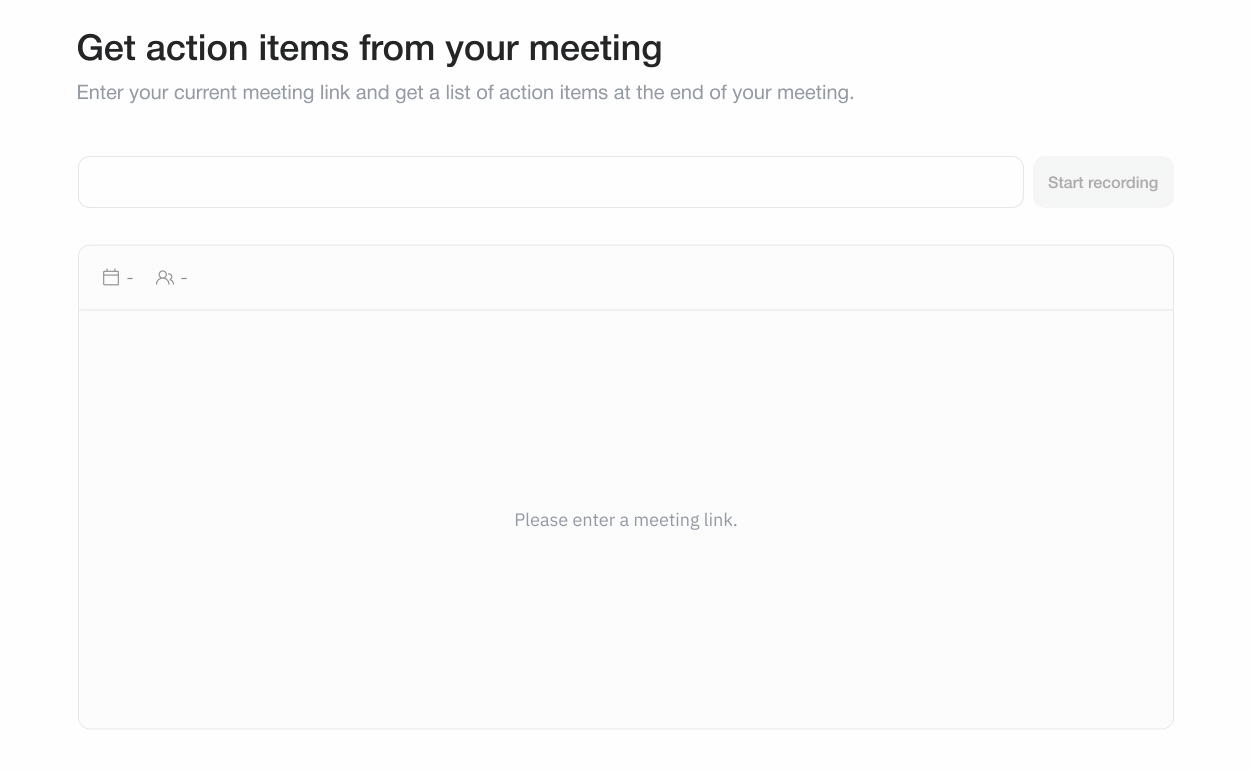 Get action items from your meeting
Enter your current meeting link and get a list of action items at the end of your meeting.
Start recording
- -
Please enter a meeting link.